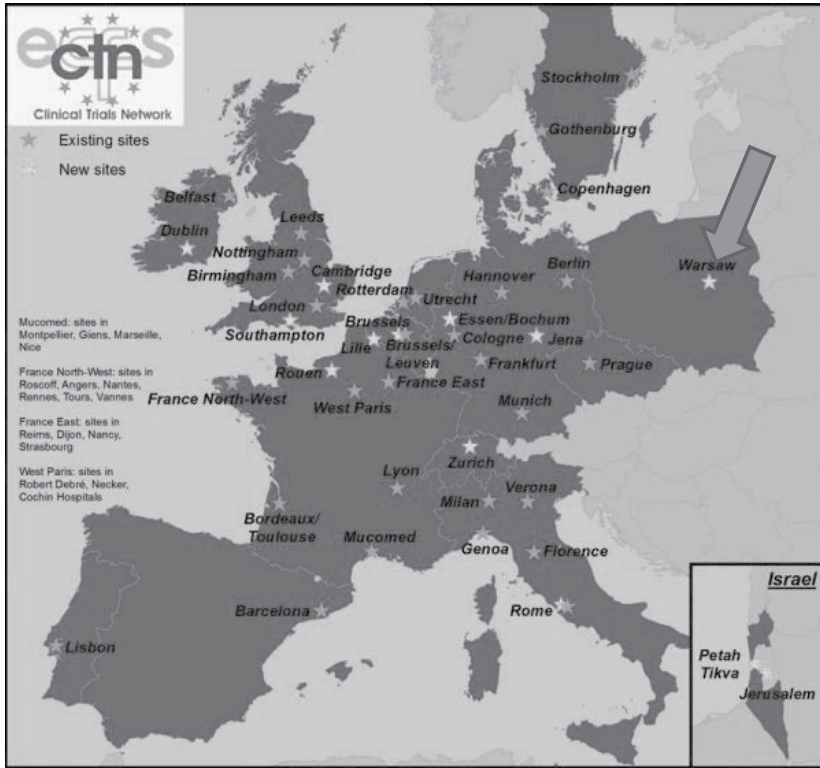 ecfs
ctn
Clinical Trials Network
Existing sites
New sites
Stockholm
Gothenburg
Copenhagen
Belfast
Dublin
Leeds
Nottingham
Birmingham
Cambridge
Rotterdam
London
Southampton
Utrecht
Hannover
Berlin
Warsaw
Brussels
Essen/Bochum
Lille
Brussels/
Leuven
Cologne
Jena
Rouen
France East
Frankfurt
Prague
France North-West
West Paris
Munich
Mucomed: sites in
Montpellier, Giens, Marseille,
Nice
France North-West: sites in
Roscoff, Angers, Nantes,
Rennes, Tours, Vannes
France East: sites in
Reims, Dijon, Nancy,
Strasbourg
West Paris: sites in
Robert Debré, Necker,
Cochin Hospitals
Zurich
Lyon
Milan
Verona
Bordeaux/
Toulouse
Mucomed
Genoa
Florence
Barcelona
Rome
Lisbon
Israel
Petah
Tikva
Jerusalem